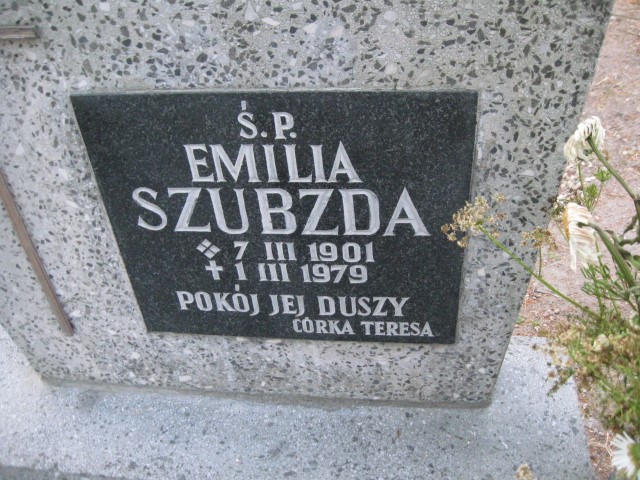 Ś.P.
EMILIA
SZUBZDA
7 III 1901
1 III 1979
POKÓJ JEJ DUSZY
CÓRKA TERESA